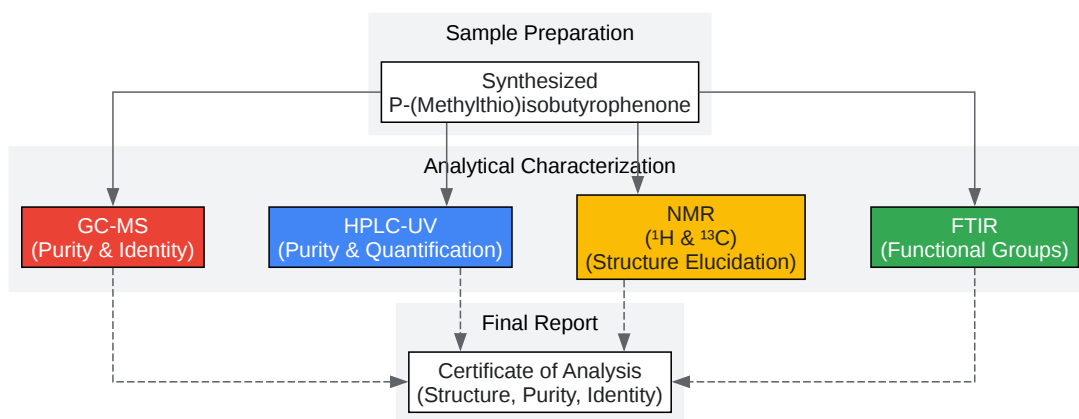 Sample Preparation
Synthesized
P-(Methylthio)isobutyrophenone
Analytical Characterization
GC-MS
(Purity & Identity)
HPLC-UV
(Purity & Quantification)
NMR
(¹H & ¹³C)
(Structure Elucidation)
FTIR
(Functional Groups)
Final Report
Certificate of Analysis
(Structure, Purity, Identity)